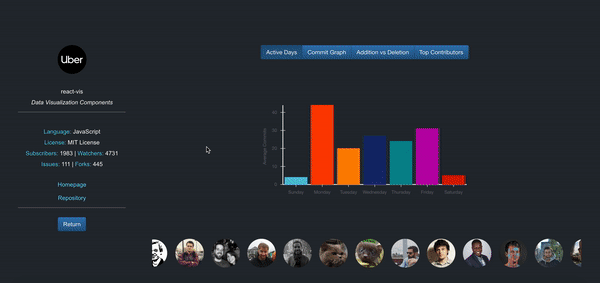 Uber
react-vis
Data Visualization Components
Language: JavaScript
License: MIT License
Subscribers: 1983 | Watchers: 4731
Issues: 111 | Forks: 445
Homepage
Repository
Return
Active Days
Commit Graph
Addition vs Deletion
Top Contributors
Average Commits
40
30
20
10
0
Sunday
Monday
Tuesday
Wednesday
Thursday
Friday
Saturday